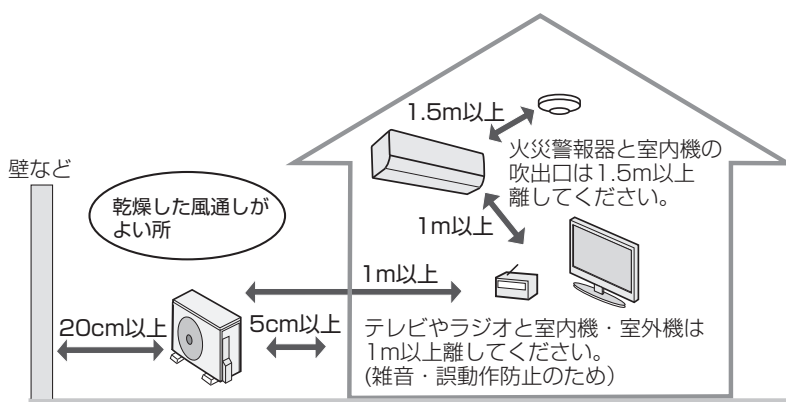 1.5m以上
火災警報器と室内機の
吹出口は1.5m以上
離してください。
壁など
乾燥した風通しが
よい所
1m以上
1m以上
20cm以上
5cm以上
テレビやラジオと室内機・室外機は
1m以上離してください。
(雑音・誤動作防止のため)